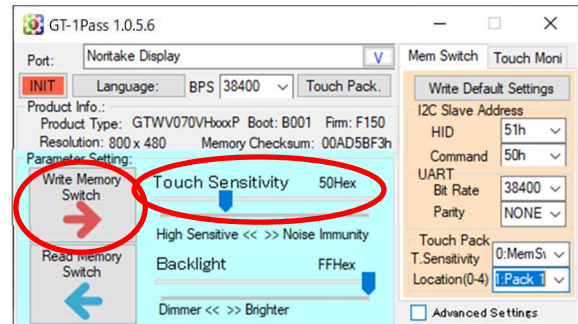 GT-1Pass 1.0.5.6
Port: Noritake Display V
INIT Language: BPS 38400 Touch Pack.
Product Info.:
Product Type: GTWV070VHxxxP Boot: B001 Firm: F150
Resolution: 800 x 480 Memory Checksum: 00AD5BF3h
Parameter Setting:
Write Memory
Switch
Touch Sensitivity 50Hex
High Sensitive << >> Noise Immunity
Read Memory
Switch
Backlight FFHex
Dimmer << >> Brighter
Mem Switch Touch Moni
Write Default Settings
I2C Slave Address
HID 51h
Command 50h
UART
Bit Rate 38400
Parity NONE
Touch Pack
T.Sensitivity 0:MemSw
Location(0-4) 1:Pack 1
Advanced Settings